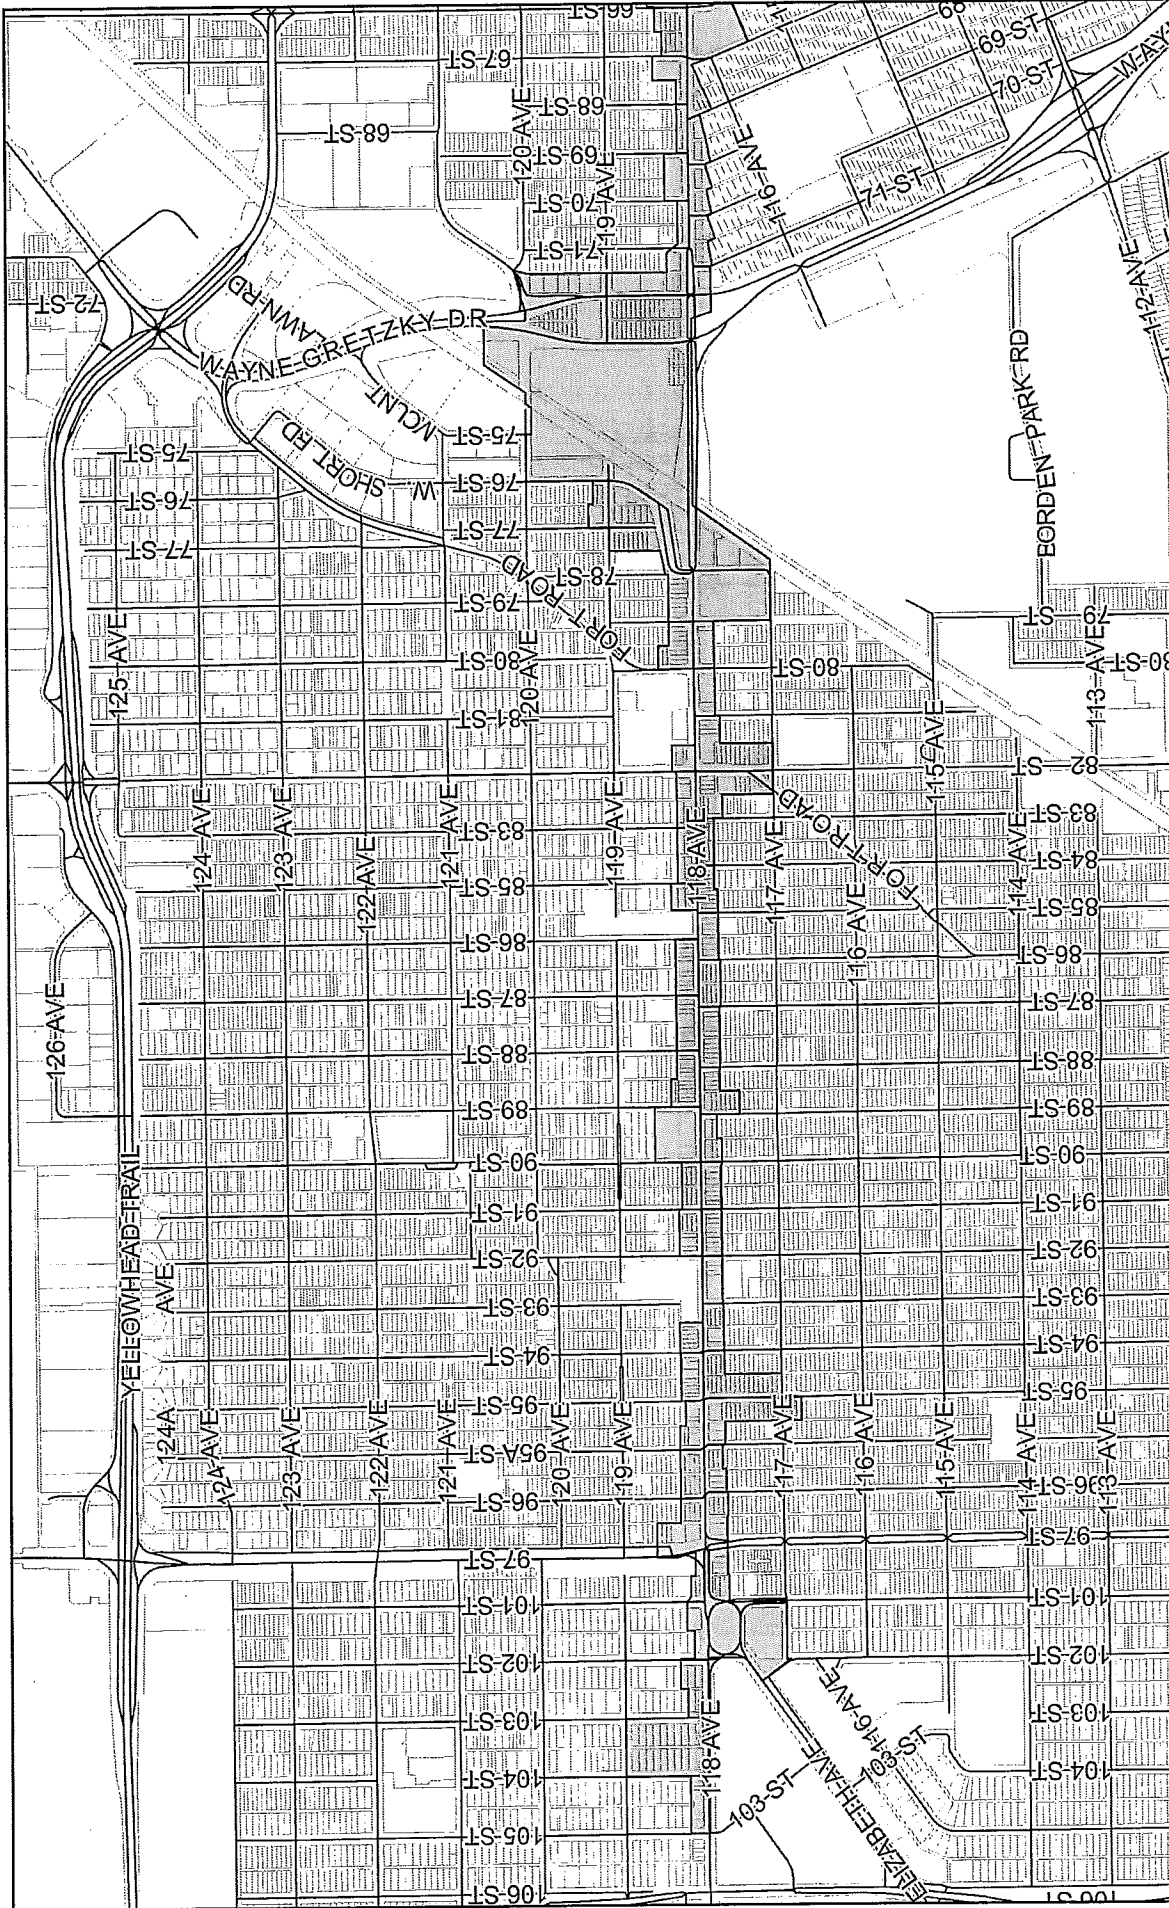 66 ST
67-ST
68-ST
68-ST
69-ST
70-ST
71-ST
120-AVE
119-AVE
116-AVE
71-ST
69-ST
70-ST
68
WAY
112-AVE
72-ST
WAYNE-GRETZKY-DR
MCUNT
LAWN-RD
W. SHORT RD.
BORDEN-PARK-RD
75-ST
76-ST
77-ST
75-ST
76-ST
77-ST
78-ST
79-ST
80-ST
81-ST
FORT-ROAD
125-AVE
120-AVE
80-ST
79-ST
80-ST
113-AVE
115-AVE
82-ST
83-ST
84-ST
85-ST
86-ST
87-ST
88-ST
89-ST
90-ST
91-ST
92-ST
93-ST
94-ST
95-ST
96-ST
97-ST
101-ST
102-ST
103-ST
104-ST
106-ST
124-AVE
123-AVE
122-AVE
121-AVE
119-AVE
118-AVE
117-AVE
116-AVE
114-AVE
FORT-ROAD
83-ST
85-ST
86-ST
87-ST
88-ST
89-ST
90-ST
91-ST
92-ST
93-ST
94-ST
95-ST
95A ST
96-ST
97-ST
101-ST
102-ST
103-ST
104-ST
105-ST
106-ST
126-AVE
YELLOWHEAD-TRAIL
124A AVE
124-AVE
123-AVE
122-AVE
121-AVE
120-AVE
119-AVE
117-AVE
116-AVE
115-AVE
114-AVE
113-AVE
118-AVE
103-ST
ELIZABETH-AVE
116-AVE
103-ST